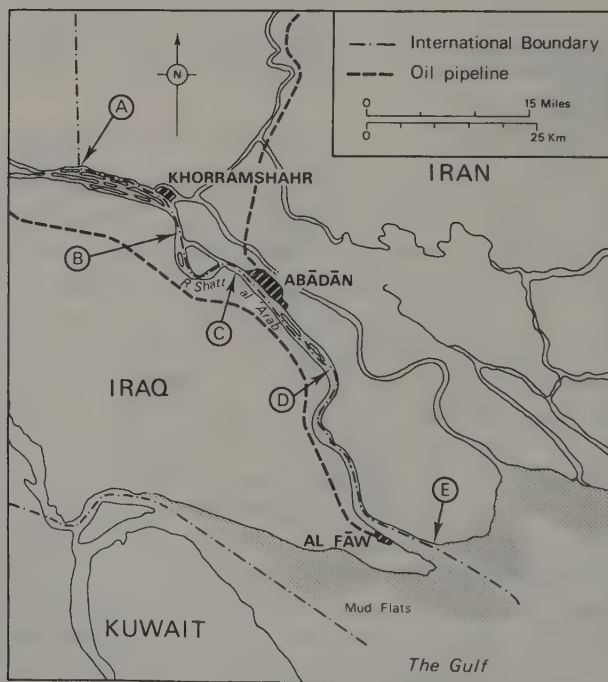 International Boundary
Oil pipeline
0 15 Miles
0 25 Km
N
A
KHORRAMSHAHR
IRAN
B
ABĀDĀN
R Shatt
al 'Arab
C
IRAQ
D
E
AL FĀW
Mud Flats
KUWAIT
The Gulf